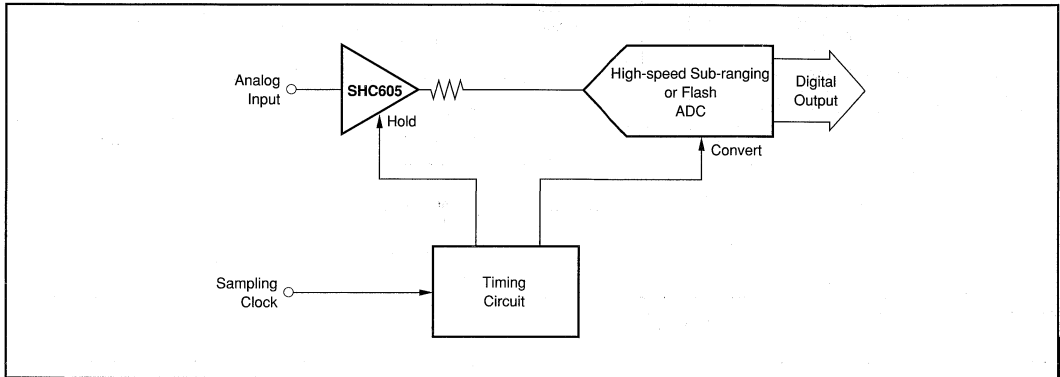 Analog
Input
SHC605
Hold
High-speed Sub-ranging
or Flash
ADC
Digital
Output
Convert
Sampling
Clock
Timing
Circuit